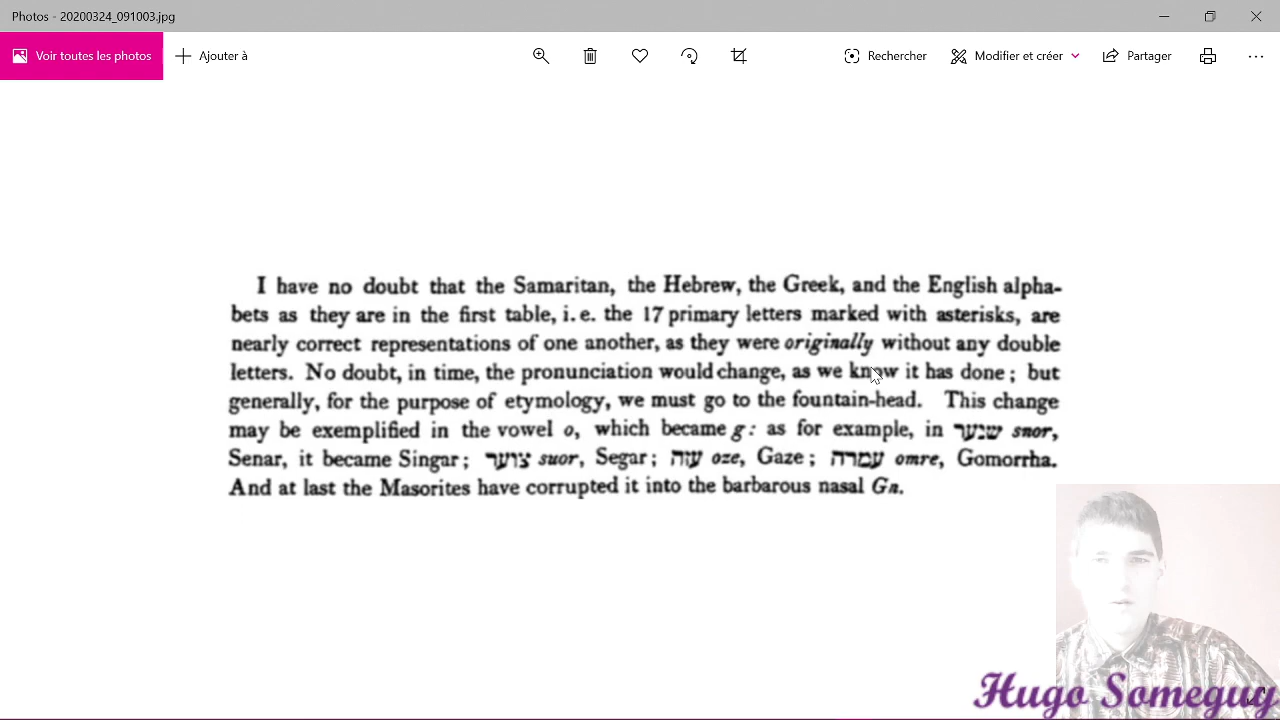 Photos - 20200324_091003.jpg
Voir toutes les photos
Ajouter à
Rechercher
Modifier et créer
Partager
I have no doubt that the Samaritan, the Hebrew, the Greek, and the English alpha-
bets as they are in the first table, i. e. the 17 primary letters marked with asterisks, are
nearly correct representations of one another, as they were originally without any double
letters. No doubt, in time, the pronunciation would change, as we know it has done; but
generally, for the purpose of etymology, we must go to the fountain-head. This change
may be exemplified in the vowel o, which became g: as for example, in שנער snor,
Senar, it became Singar; צוער suor, Segar; עזה oze, Gaze; עמרה omre, Gomorrha.
And at last the Masorites have corrupted it into the barbarous nasal Gn.
Hugo Someguy